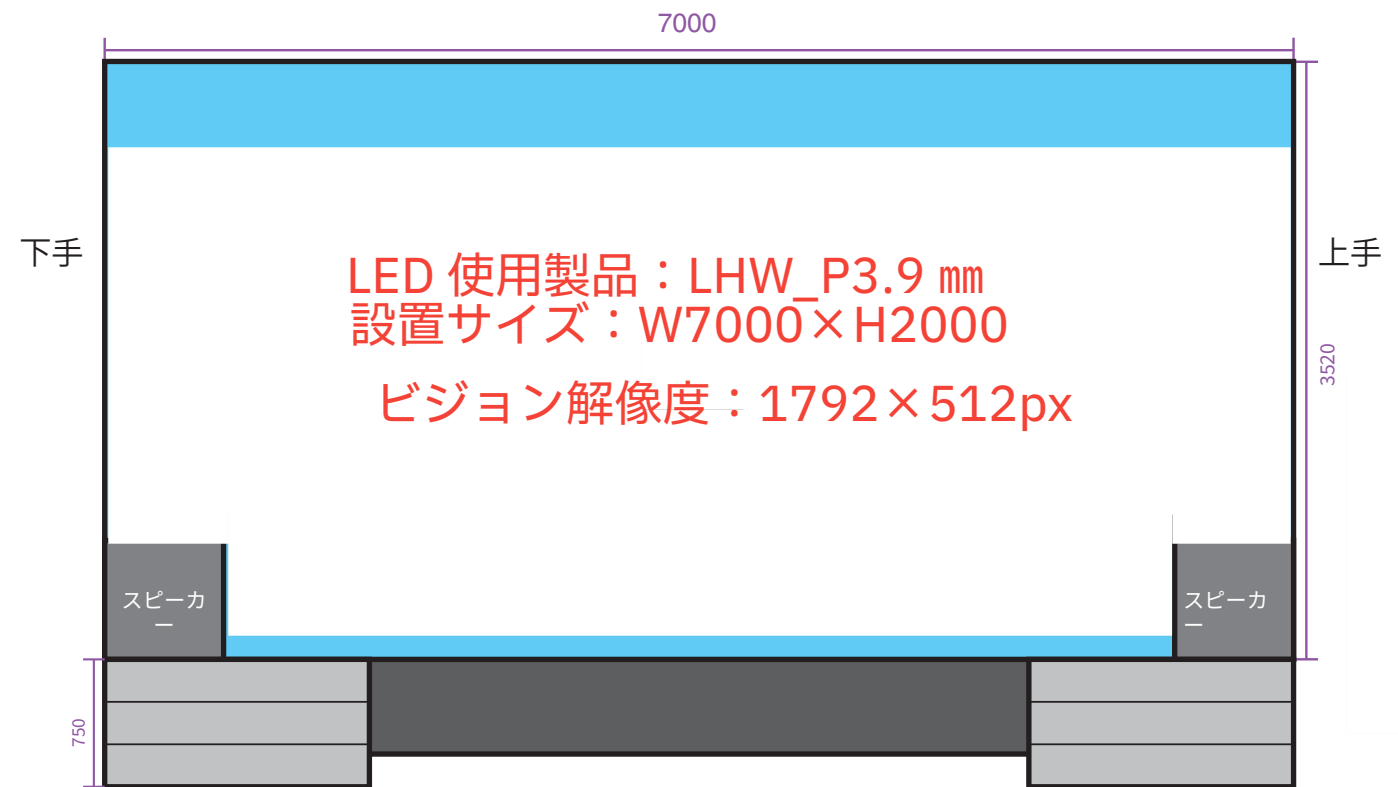 7000
下手
上手
LED 使用製品：LHW_P3.9 ㎜
設置サイズ：W7000×H2000
3520
ビジョン解像度：1792×512px
スピーカ
ー
スピーカ
ー
750